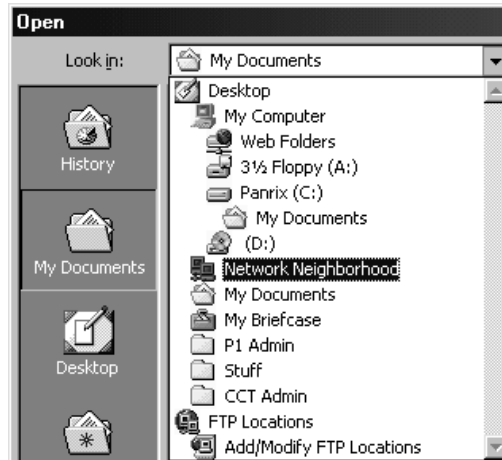 Open
Look in:
My Documents
Desktop
My Computer
Web Folders
3½ Floppy (A:)
Panrix (C:)
My Documents
(D:)
Network Neighborhood
My Documents
My Briefcase
P1 Admin
Stuff
CCT Admin
FTP Locations
Add/Modify FTP Locations
History
My Documents
Desktop